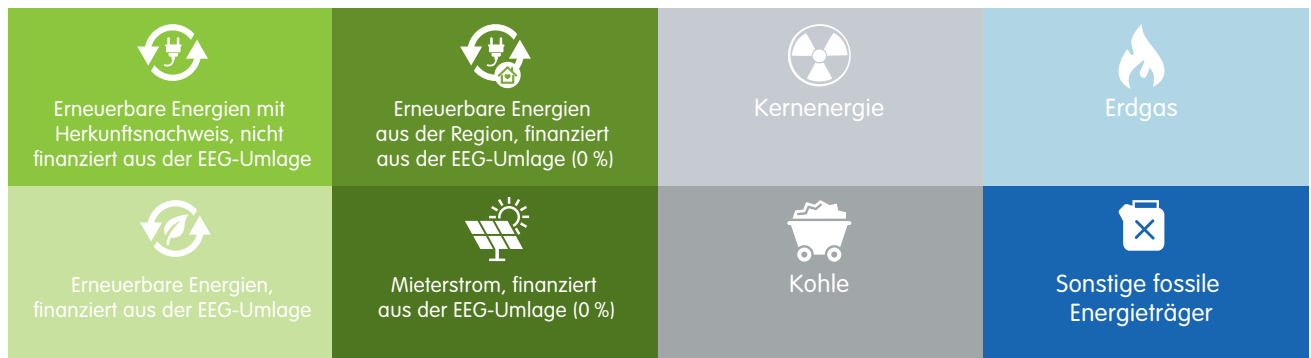 Erneuerbare Energien mit
Herkunftsnachweis, nicht
finanziert aus der EEG-Umlage
Erneuerbare Energien
aus der Region, finanziert
aus der EEG-Umlage (0 %)
Kernenergie
Erdgas
Erneuerbare Energien,
finanziert aus der EEG-Umlage
Mieterstrom, finanziert
aus der EEG-Umlage (0 %)
Kohle
Sonstige fossile
Energieträger